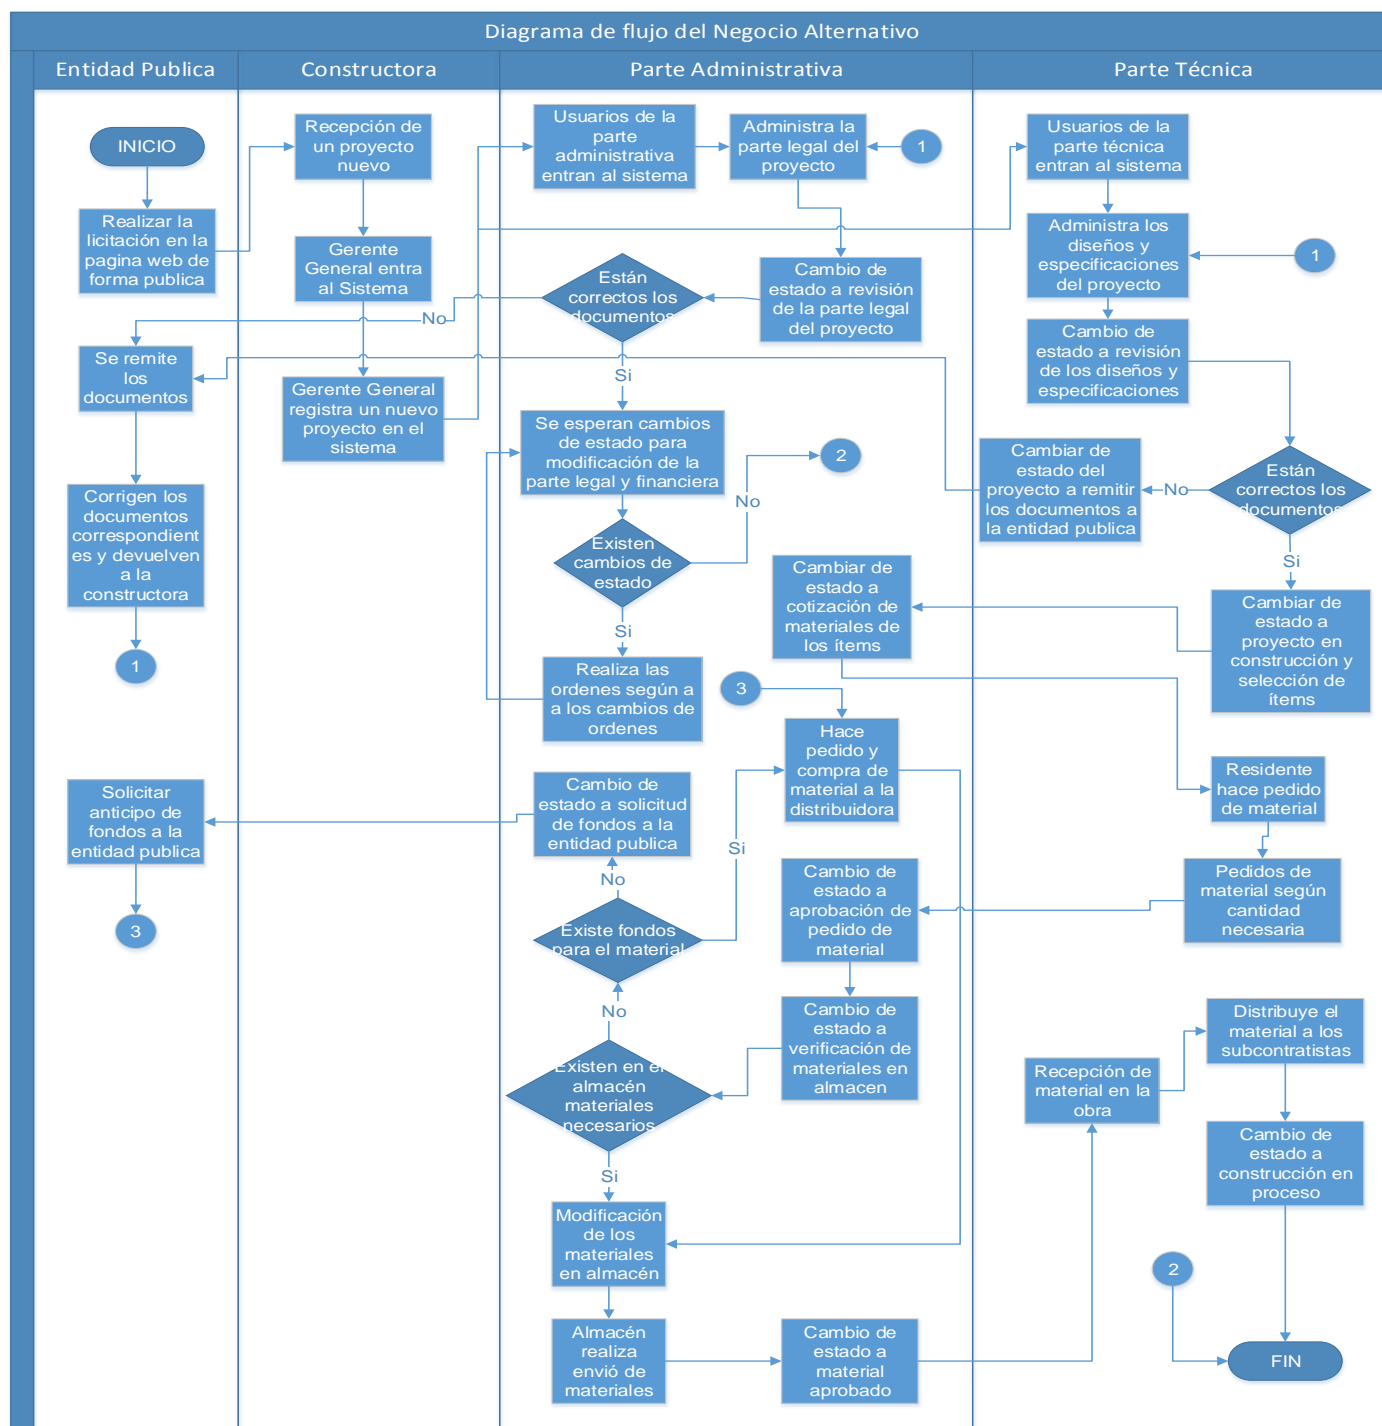 Diagrama de flujo del Negocio Alternativo
Entidad Publica
Constructora
Parte Administrativa
Parte Técnica
INICIO
Realizar la
licitación en la
pagina web de
forma publica
Se remite
los
documentos
Corrigen los
documentos
correspondient
es y devuelven
a la
constructora
1
Solicitar
anticipo de
fondos a la
entidad publica
3
Recepción de
un proyecto
nuevo
Gerente
General entra
al Sistema
Gerente General
registra un nuevo
proyecto en el
sistema
Usuarios de la
parte
administrativa
entran al sistema
Administra la
parte legal del
proyecto
1
Cambio de
estado a revisión
de la parte legal
del proyecto
Están
correctos los
documentos
No
Si
Se esperan cambios
de estado para
modificación de la
parte legal y financiera
2
No
Existen
cambios de
estado
Si
Realiza las
ordenes según a
a los cambios de
ordenes
Cambiar de
estado a
cotización de
materiales de
los ítems
3
Hace
pedido y
compra de
material a la
distribuidora
Cambio de
estado a solicitud
de fondos a la
entidad publica
Si
No
Existe fondos
para el material
Cambio de
estado a
aprobación de
pedido de
material
No
Cambio de
estado a
verificación de
materiales en
almacen
Existen en el
almacén
materiales
necesarios
Si
Modificación
de los
materiales
en almacén
Almacén
realiza
envió de
materiales
Cambio de
estado a
material
aprobado
Usuarios de la
parte técnica
entran al sistema
Administra los
diseños y
especificaciones
del proyecto
1
Cambio de
estado a revisión
de los diseños y
especificaciones
Están
correctos los
documentos
No
Cambiar de
estado del
proyecto a remitir
los documentos a
la entidad publica
Si
Cambiar de
estado a
proyecto en
construcción y
selección de
ítems
Residente
hace pedido
de material
Pedidos de
material según
cantidad
necesaria
Recepción de
material en la
obra
Distribuye el
material a los
subcontratistas
Cambio de
estado a
construcción en
proceso
2
FIN